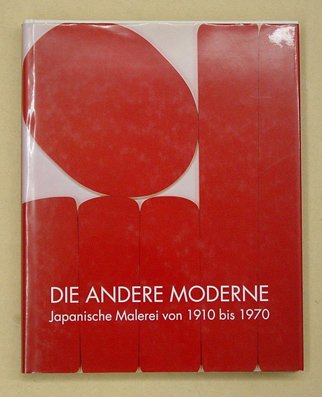 DIE ANDERE MODERNE
Japanische Malerei von 1910 bis 1970